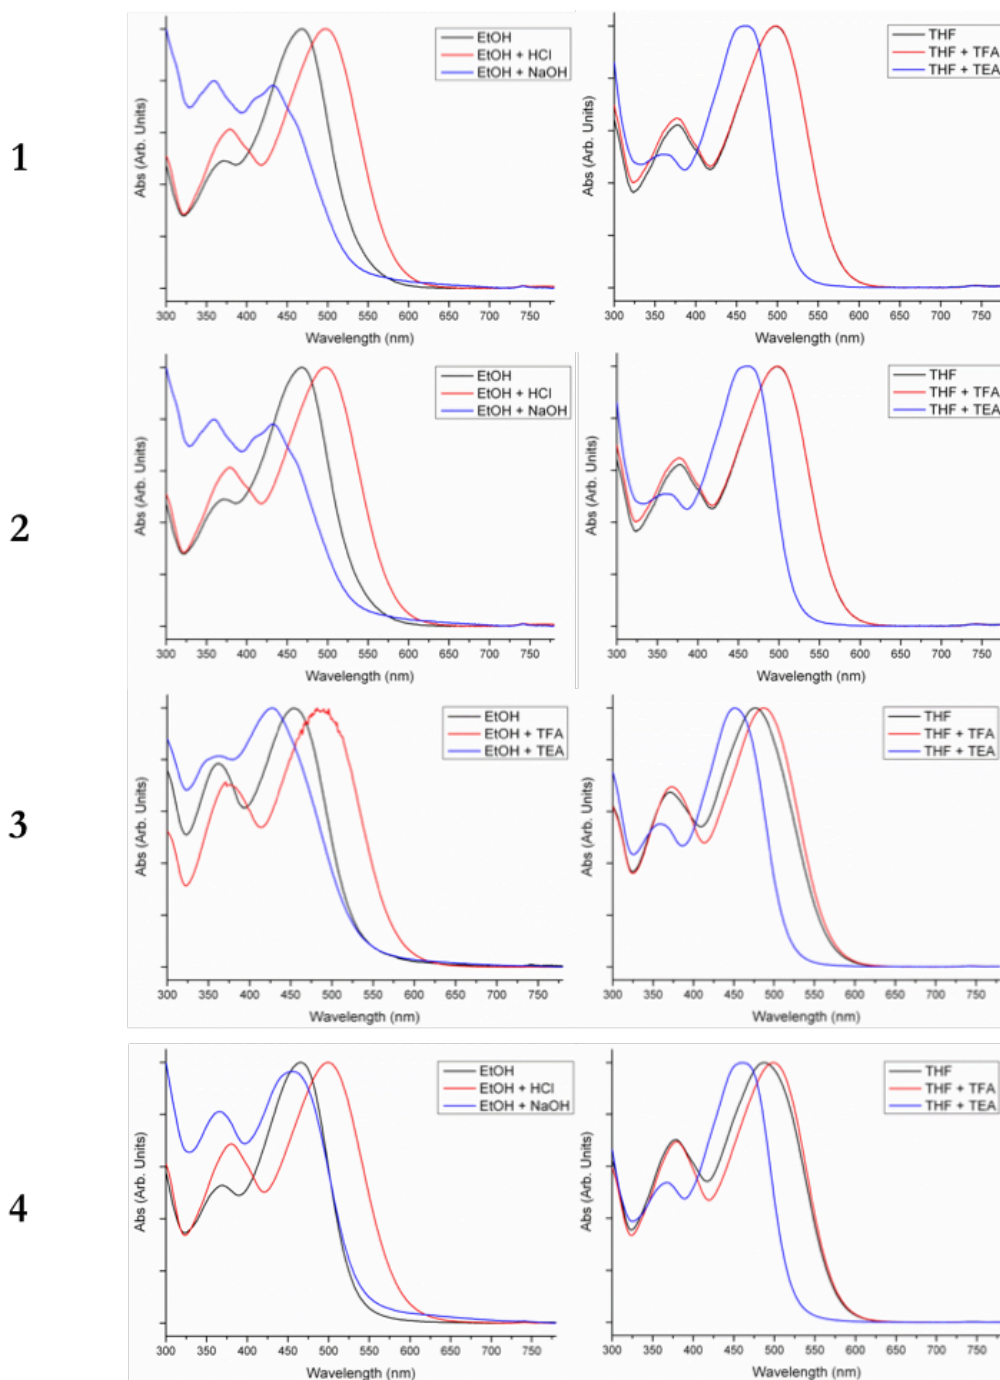 1
Abs (Arb. Units)
EtOH
EtOH + HCl
EtOH + NaOH
300 350 400 450 500 550 600 650 700 750
Wavelength (nm)
Abs (Arb. Units)
THF
THF + TFA
THF + TEA
300 350 400 450 500 550 600 650 700 750
Wavelength (nm)
2
Abs (Arb. Units)
EtOH
EtOH + HCl
EtOH + NaOH
300 350 400 450 500 550 600 650 700 750
Wavelength (nm)
Abs (Arb. Units)
THF
THF + TFA
THF + TEA
300 350 400 450 500 550 600 650 700 750
Wavelength (nm)
3
Abs (Arb. Units)
EtOH
EtOH + TFA
EtOH + TEA
300 350 400 450 500 550 600 650 700 750
Wavelength (nm)
Abs (Arb. Units)
THF
THF + TFA
THF + TEA
300 350 400 450 500 550 600 650 700 750
Wavelength (nm)
4
Abs (Arb. Units)
EtOH
EtOH + HCl
EtOH + NaOH
300 350 400 450 500 550 600 650 700 750
Wavelength (nm)
Abs (Arb. Units)
THF
THF + TFA
THF + TEA
300 350 400 450 500 550 600 650 700 750
Wavelength (nm)